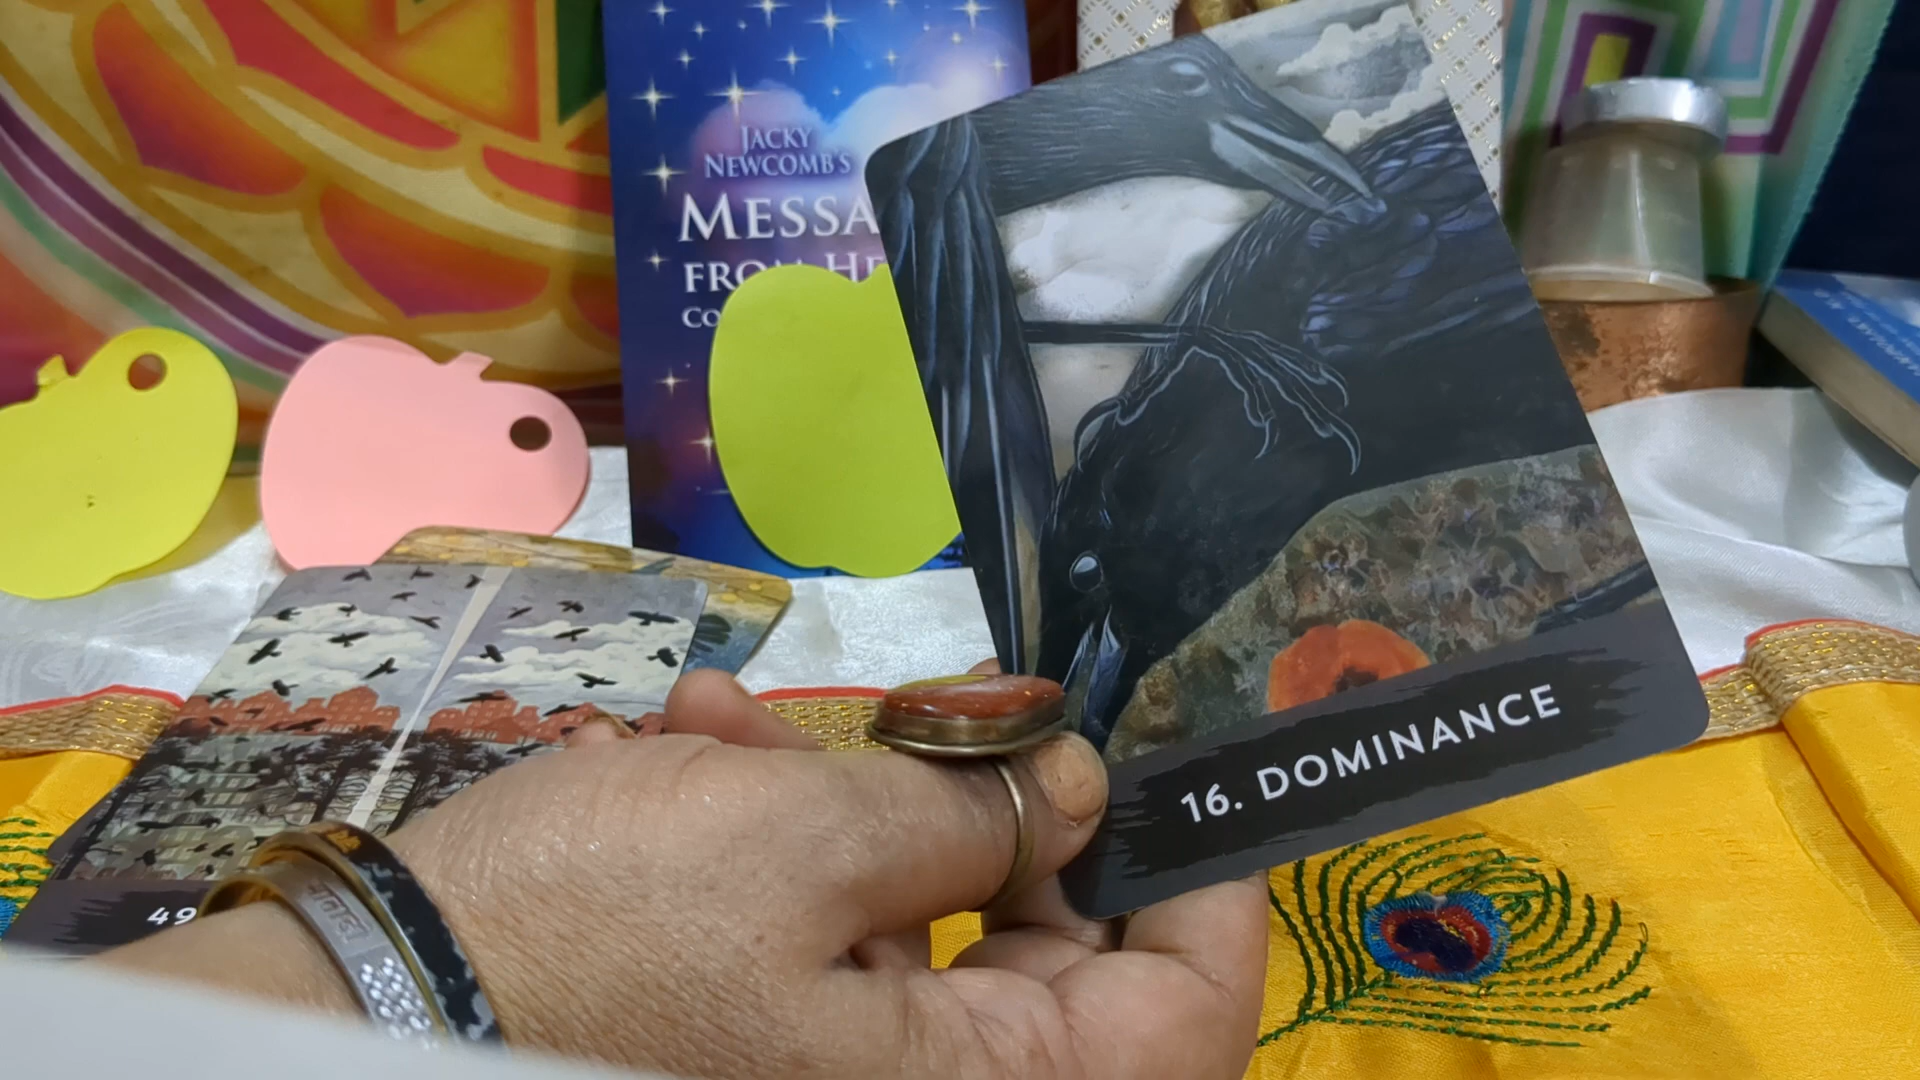 JACKY
NEWCOMB'S
MESSA
FROM HE
CO
16. DOMINANCE
49